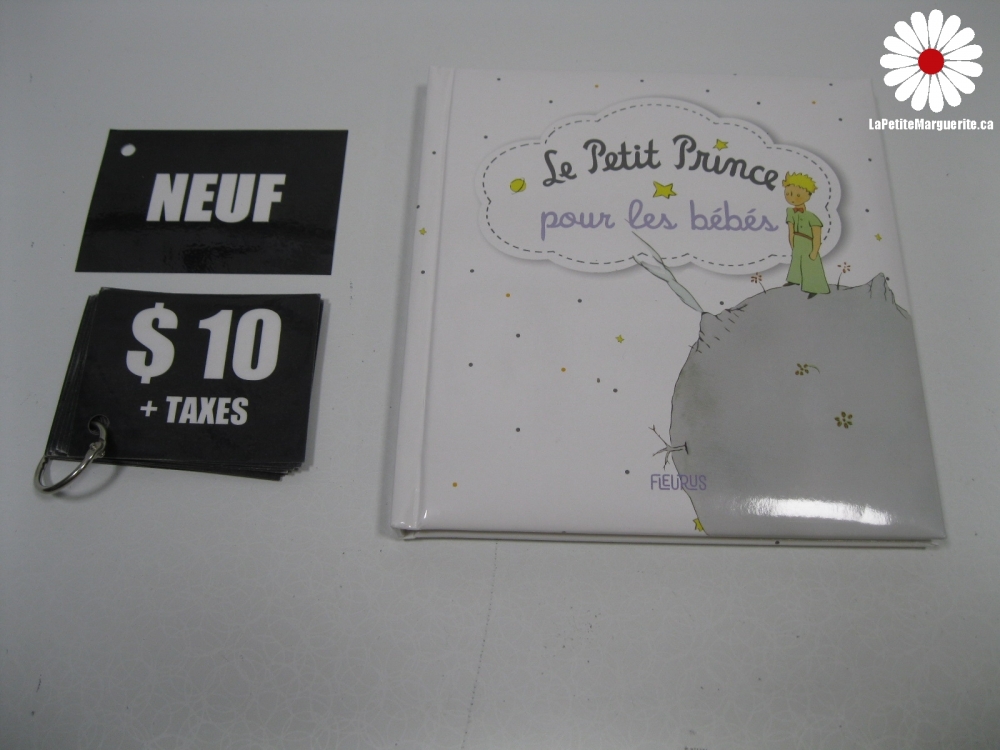 LaPetiteMarguerite.ca
NEUF
$ 10
+ TAXES
Le Petit Prince
pour les bébés
FLEURUS